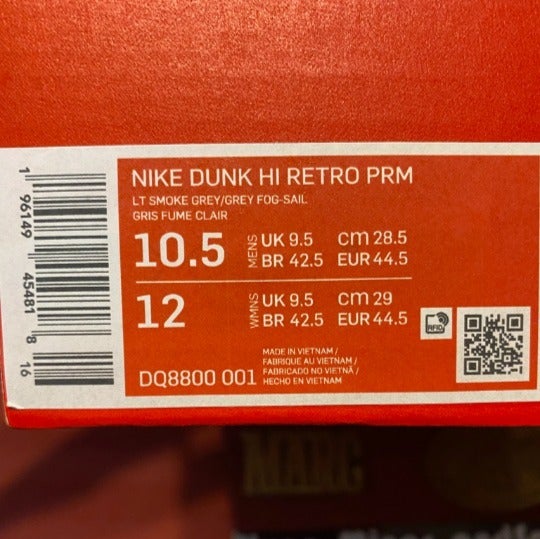 NIKE DUNK HI RETRO PRM
LT SMOKE GREY/GREY FOG-SAIL
GRIS FUME CLAIR
10.5 MENS UK 9.5 cm 28.5
BR 42.5 EUR 44.5
12 WMNS UK 9.5 cm 29
BR 42.5 EUR 44.5
MADE IN VIETNAM /
FABRIQUE AU VIETNAM /
FABRICADO NO VIETNÃ /
HECHO EN VIETNAM
DQ8800 001
RFID
1 96149 45481 8 16
MARC